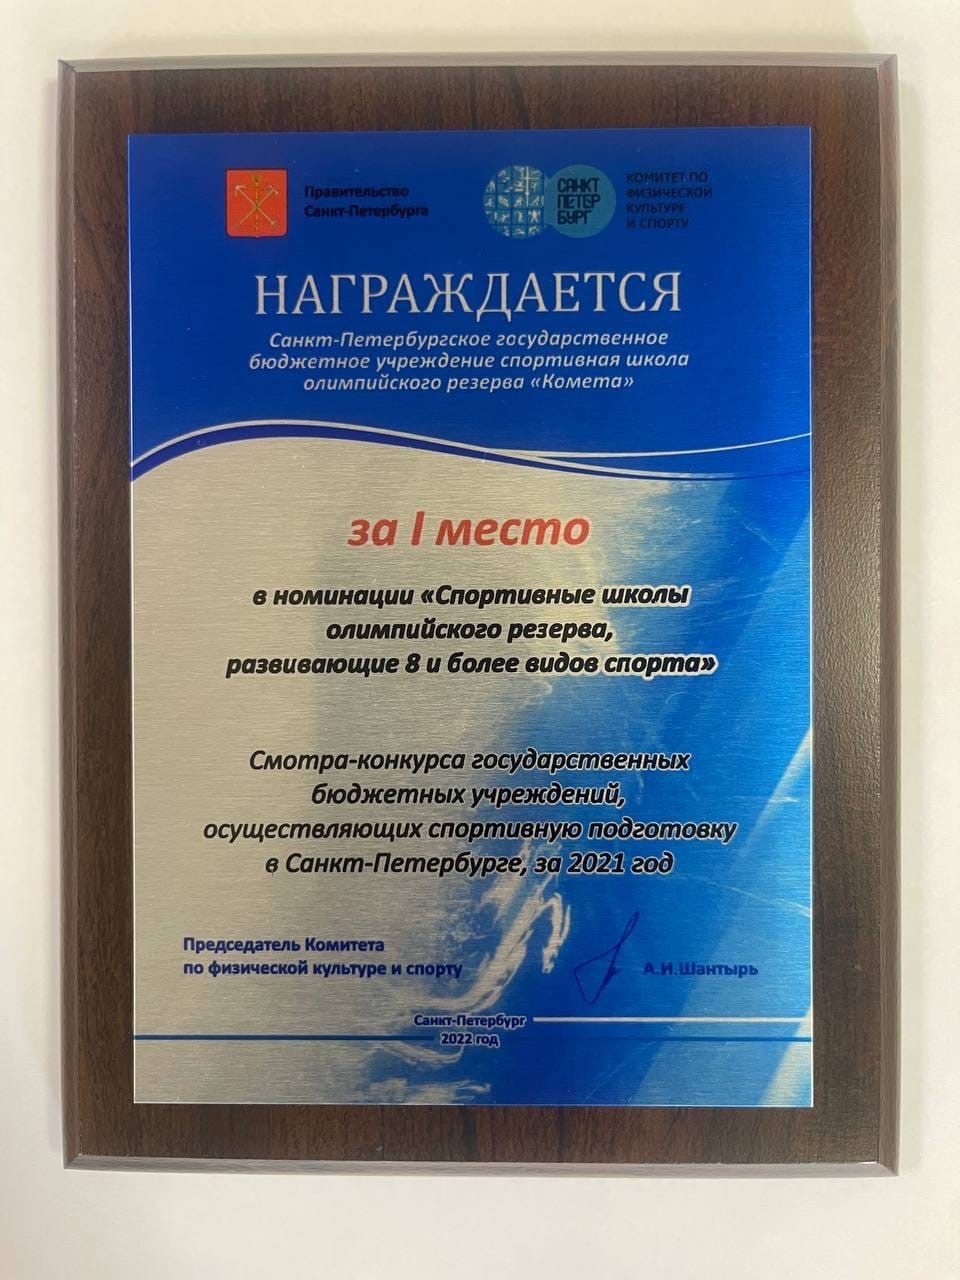 Правительство
Санкт-Петербурга
САНКТ
ПЕТЕР
БУРГ
КОМИТЕТ ПО
ФИЗИЧЕСКОЙ
КУЛЬТУРЕ
И СПОРТУ
НАГРАЖДАЕТСЯ
Санкт-Петербургское государственное
бюджетное учреждение спортивная школа
олимпийского резерва «Комета»
за I место
в номинации «Спортивные школы
олимпийского резерва,
развивающие 8 и более видов спорта»
Смотра-конкурса государственных
бюджетных учреждений,
осуществляющих спортивную подготовку
в Санкт-Петербурге, за 2021 год
Председатель Комитета
по физической культуре и спорту
А.И.Шантырь
Санкт-Петербург
2022 год